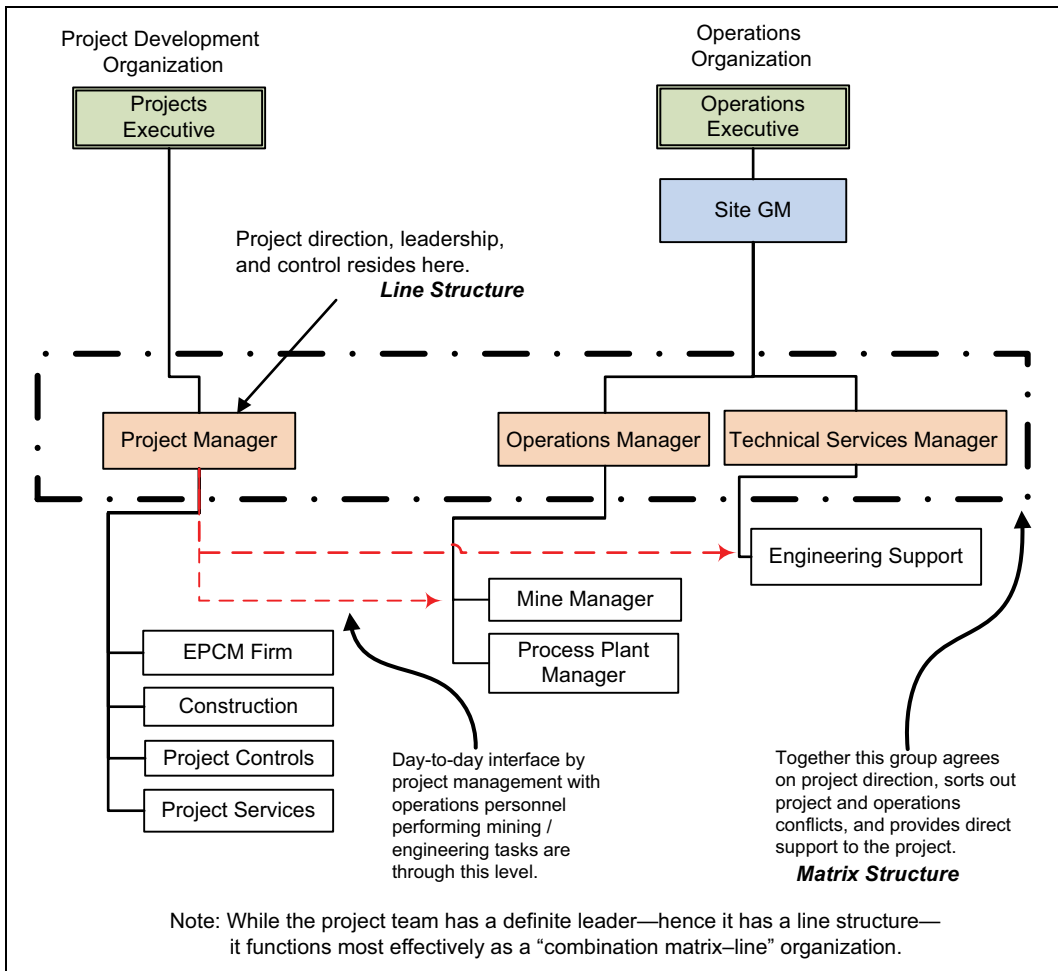 Project Development
Organization
Projects
Executive
Operations
Organization
Operations
Executive
Site GM
Project direction, leadership,
and control resides here.
Line Structure
Project Manager
Operations Manager
Technical Services Manager
Engineering Support
Mine Manager
Process Plant
Manager
EPCM Firm
Construction
Project Controls
Project Services
Day-to-day interface by
project management with
operations personnel
performing mining /
engineering tasks are
through this level.
Together this group agrees
on project direction, sorts out
project and operations
conflicts, and provides direct
support to the project.
Matrix Structure
Note: While the project team has a definite leader—hence it has a line structure—
it functions most effectively as a “combination matrix–line” organization.